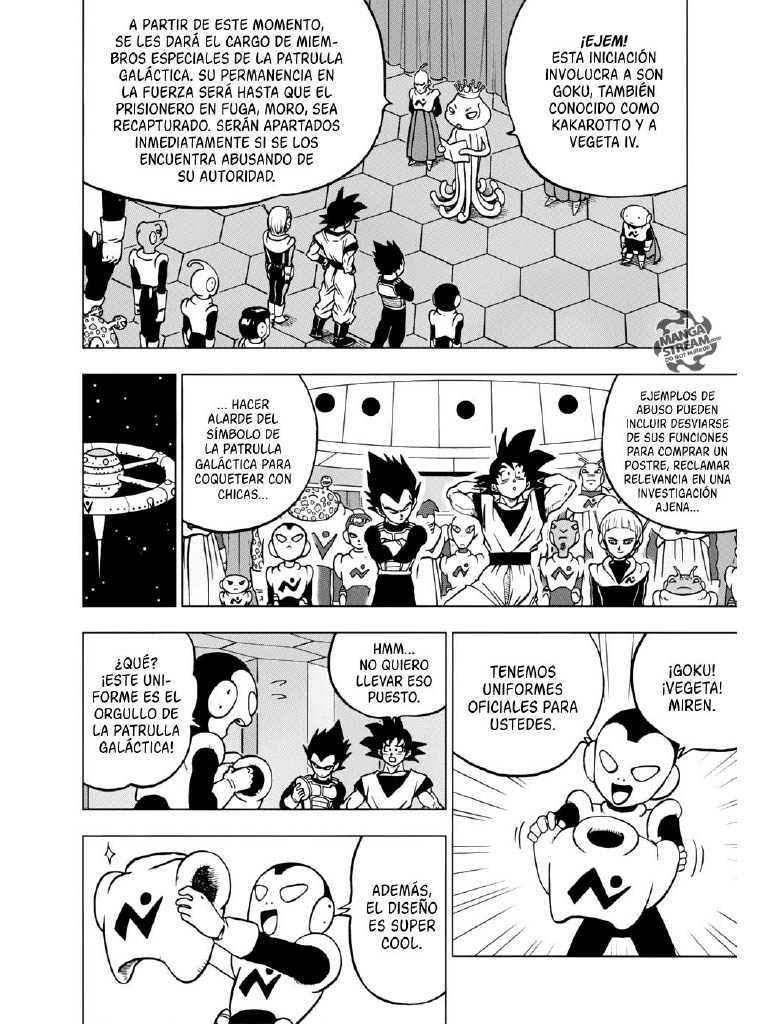 ¡EJEM!
ESTA INICIACIÓN
INVOLUCRA A SON
GOKU, TAMBIÉN
CONOCIDO COMO
KAKAROTTO Y A
VEGETA IV.
A PARTIR DE ESTE MOMENTO,
SE LES DARÁ EL CARGO DE MIEM-
BROS ESPECIALES DE LA PATRULLA
GALÁCTICA. SU PERMANENCIA EN
LA FUERZA SERÁ HASTA QUE EL
PRISIONERO EN FUGA, MORO, SEA
RECAPTURADO. SERÁN APARTADOS
INMEDIATAMENTE SI SE LOS
ENCUENTRA ABUSANDO DE
SU AUTORIDAD.
MANGA
STREAM.COM
DO NOT MIRROR
EJEMPLOS DE
ABUSO PUEDEN
INCLUIR DESVIARSE
DE SUS FUNCIONES
PARA COMPRAR UN
POSTRE, RECLAMAR
RELEVANCIA EN UNA
INVESTIGACIÓN
AJENA...
... HACER
ALARDE DEL
SÍMBOLO DE
LA PATRULLA
GALÁCTICA PARA
COQUETEAR CON
CHICAS...
¡GOKU!
¡VEGETA!
MIREN.
TENEMOS
UNIFORMES
OFICIALES PARA
USTEDES.
HMM...
NO QUIERO
LLEVAR ESO
PUESTO.
¿QUÉ?
¡ESTE UNI-
FORME ES EL
ORGULLO DE
LA PATRULLA
GALÁCTICA!
ADEMÁS,
EL DISEÑO
ES SUPER
COOL.